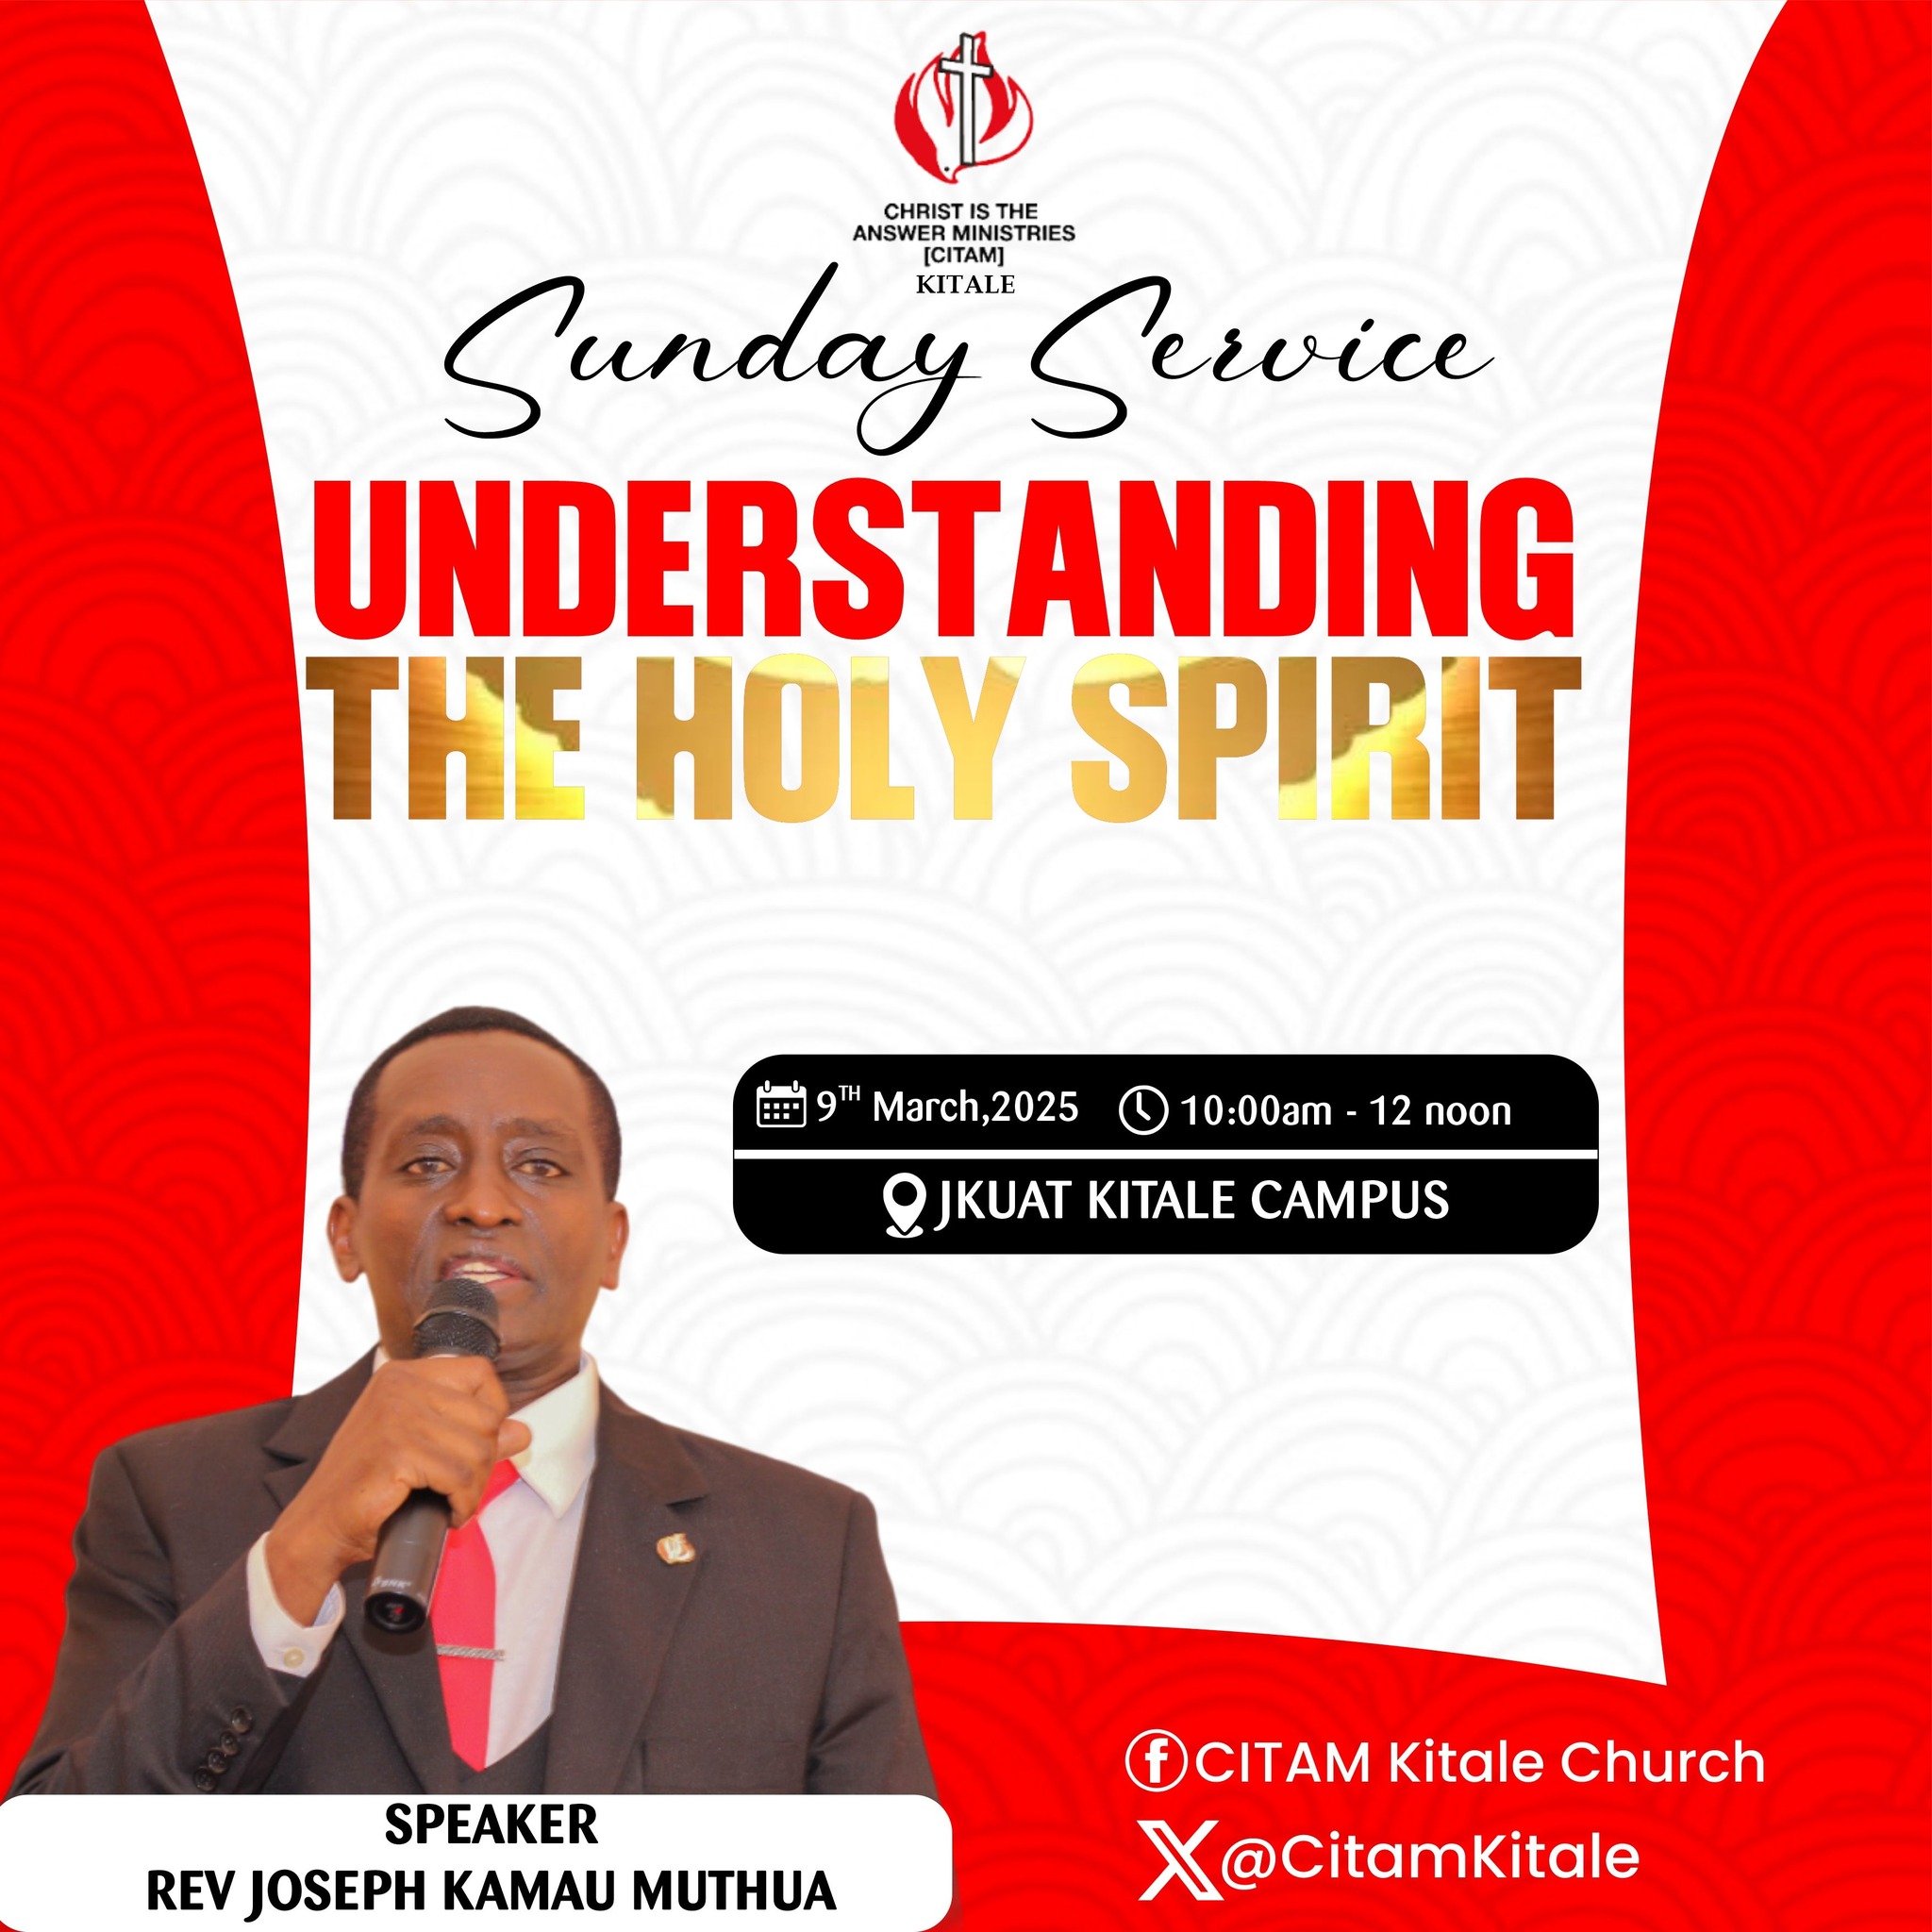 CHRIST IS THE
ANSWER MINISTRIES
[CITAM]
KITALE
Sunday Service
UNDERSTANDING
THE HOLY SPIRIT
9TH March,2025
10:00am - 12 noon
JKUAT KITALE CAMPUS
SPEAKER
REV JOSEPH KAMAU MUTHUA
CITAM Kitale Church
@CitamKitale